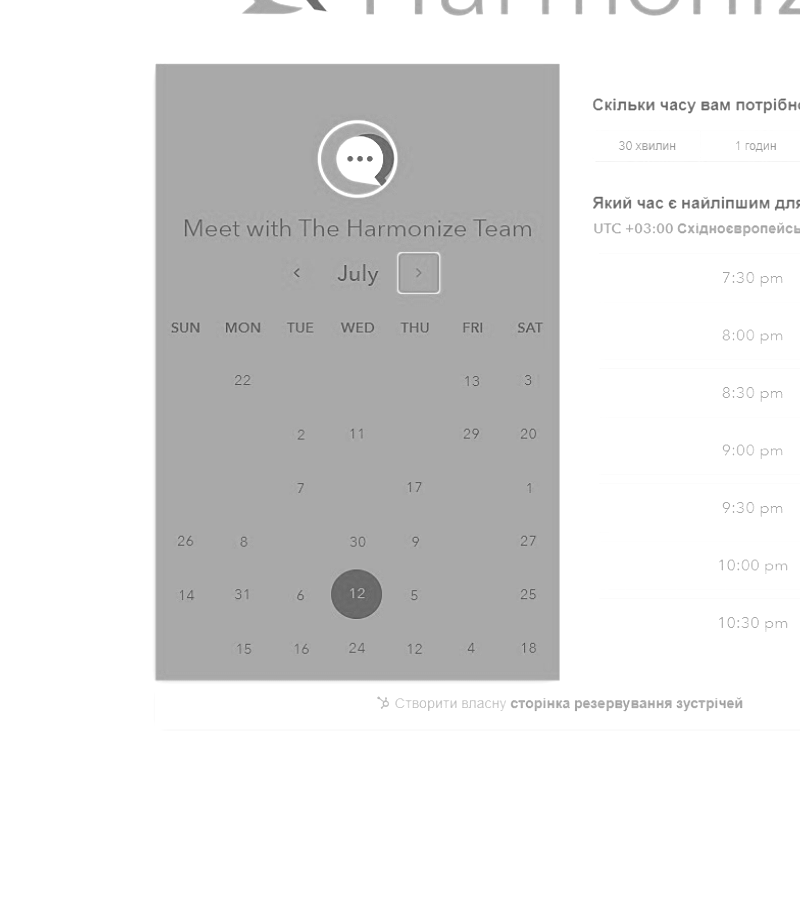 Скільки часу вам потрібно
30 хвилин 1 годин
Meet with The Harmonize Team
Який час є найліпшим для
UTC +03:00 Східноєвропейсь
July
7:30 pm
SUN MON TUE WED THU FRI SAT
8:00 pm
22 13 3
8:30 pm
2 11 29 20
9:00 pm
7 17 1
9:30 pm
26 8 30 9 27
10:00 pm
14 31 6 12 5 25
10:30 pm
15 16 24 12 4 18
Створити власну сторінка резервування зустрічей